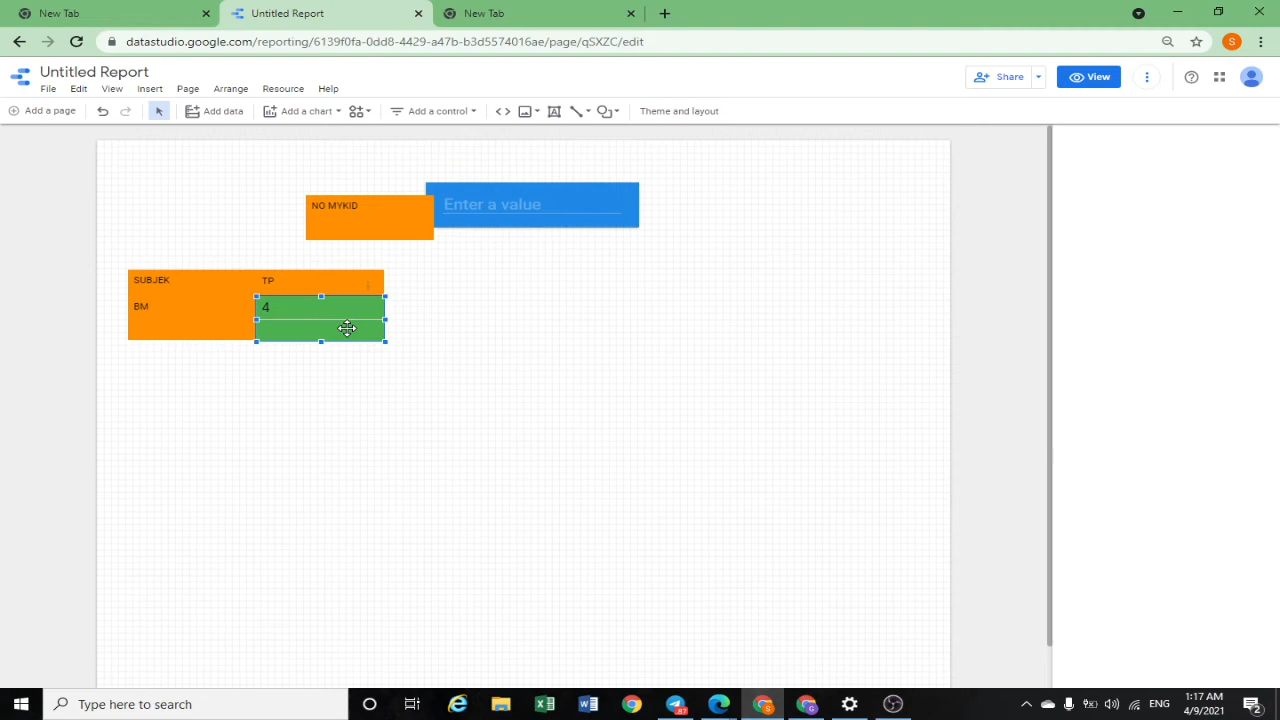 New Tab
Untitled Report
New Tab
datastudio.google.com/reporting/6139f0fa-0dd8-4429-a47b-b3d5574016ae/page/qSXZC/edit
S
Untitled Report
File Edit View Insert Page Arrange Resource Help
Share
View
Add a page
Add data
Add a chart
Add a control
Theme and layout
NO MYKID
Enter a value
SUBJEK TP
BM 4
Type here to search
87
S
G
ENG
1:17 AM
4/9/2021
2